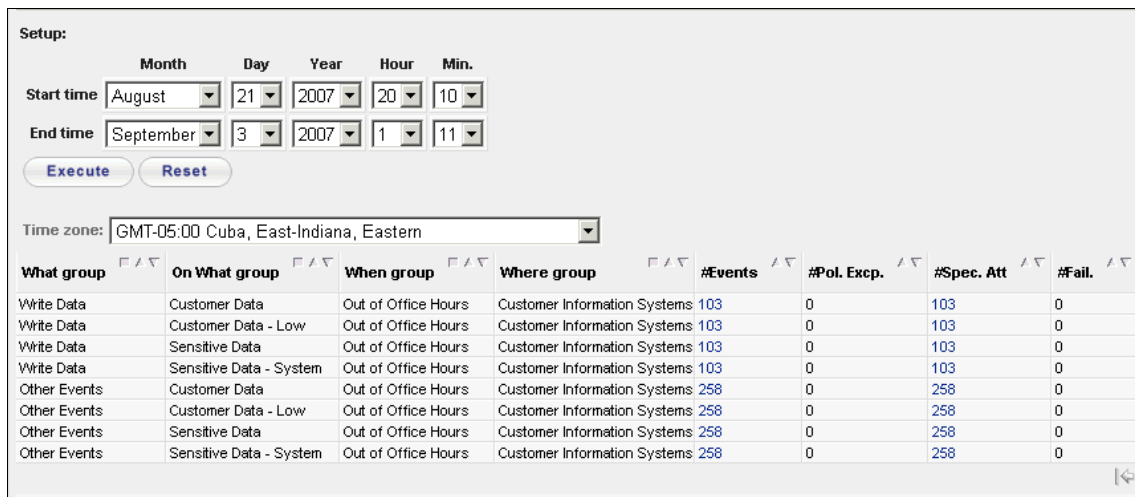 Setup:
Month Day Year Hour Min.
Start time August 21 2007 20 10
End time September 3 2007 1 11
Execute Reset
Time zone: GMT-05:00 Cuba, East-Indiana, Eastern
What group On What group When group Where group #Events #Pol. Excp. #Spec. Att #Fail.
Write Data Customer Data Out of Office Hours Customer Information Systems 103 0 103 0
Write Data Customer Data - Low Out of Office Hours Customer Information Systems 103 0 103 0
Write Data Sensitive Data Out of Office Hours Customer Information Systems 103 0 103 0
Write Data Sensitive Data - System Out of Office Hours Customer Information Systems 103 0 103 0
Other Events Customer Data Out of Office Hours Customer Information Systems 258 0 258 0
Other Events Customer Data - Low Out of Office Hours Customer Information Systems 258 0 258 0
Other Events Sensitive Data Out of Office Hours Customer Information Systems 258 0 258 0
Other Events Sensitive Data - System Out of Office Hours Customer Information Systems 258 0 258 0